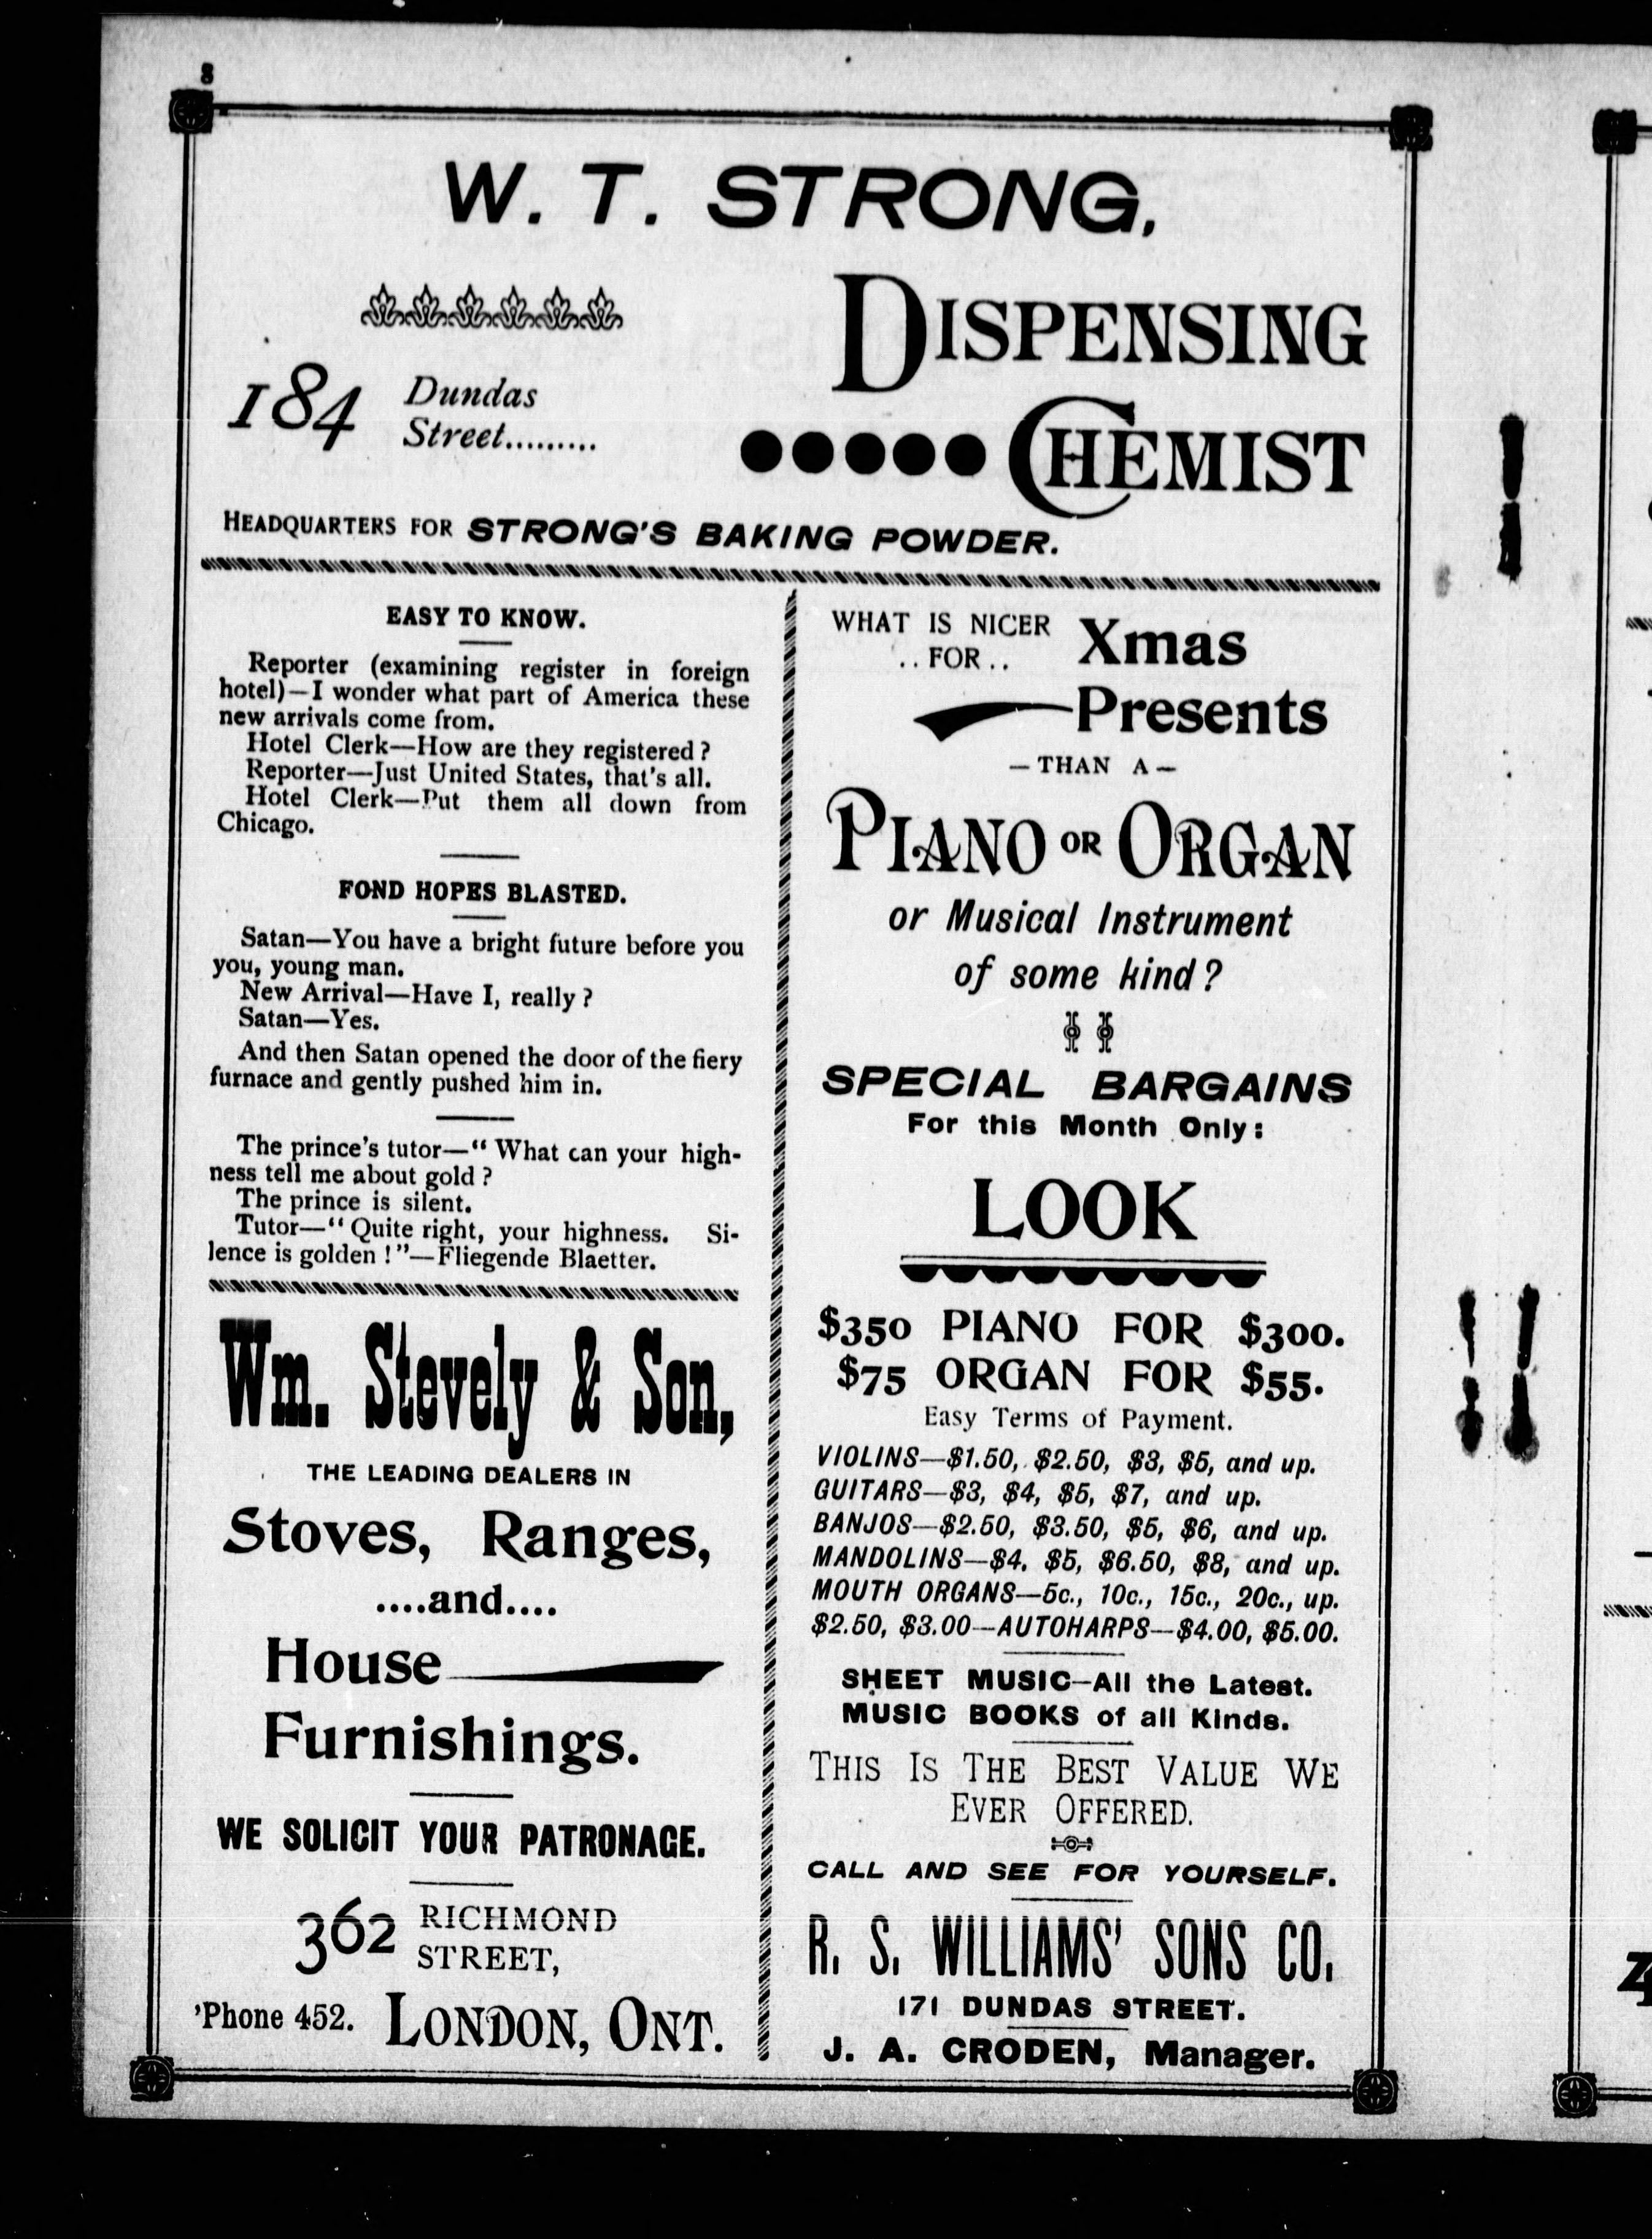 8
W. T. STRONG,
184 Dundas
Street.........
DISPENSING
CHEMIST
HEADQUARTERS FOR STRONG'S BAKING POWDER.
EASY TO KNOW.
Reporter (examining register in foreign
hotel)—I wonder what part of America these
new arrivals come from.
Hotel Clerk—How are they registered?
Reporter—Just United States, that's all.
Hotel Clerk—Put them all down from
Chicago.
FOND HOPES BLASTED.
Satan—You have a bright future before you
you, young man.
New Arrival—Have I, really?
Satan—Yes.
And then Satan opened the door of the fiery
furnace and gently pushed him in.
The prince's tutor—“What can your high-
ness tell me about gold?
The prince is silent.
Tutor—“Quite right, your highness. Si-
lence is golden!”—Fliegende Blaetter.
Wm. Stevely & Son,
THE LEADING DEALERS IN
Stoves, Ranges,
....and....
House
Furnishings.
WE SOLICIT YOUR PATRONAGE.
362 RICHMOND
STREET,
'Phone 452. LONDON, ONT.
WHAT IS NICER
..FOR..
Xmas
Presents
—THAN A—
PIANO OR ORGAN
or Musical Instrument
of some kind?
SPECIAL BARGAINS
For this Month Only:
LOOK
$350 PIANO FOR $300.
$75 ORGAN FOR $55.
Easy Terms of Payment.
VIOLINS—$1.50, $2.50, $3, $5, and up.
GUITARS—$3, $4, $5, $7, and up.
BANJOS—$2.50, $3.50, $5, $6, and up.
MANDOLINS—$4. $5, $6.50, $8, and up.
MOUTH ORGANS—5c., 10c., 15c., 20c., up.
$2.50, $3.00—AUTOHARPS—$4.00, $5.00.
SHEET MUSIC—All the Latest.
MUSIC BOOKS of all Kinds.
THIS IS THE BEST VALUE WE
EVER OFFERED.
CALL AND SEE FOR YOURSELF.
R. S. WILLIAMS' SONS CO.
171 DUNDAS STREET.
J. A. CRODEN, Manager.